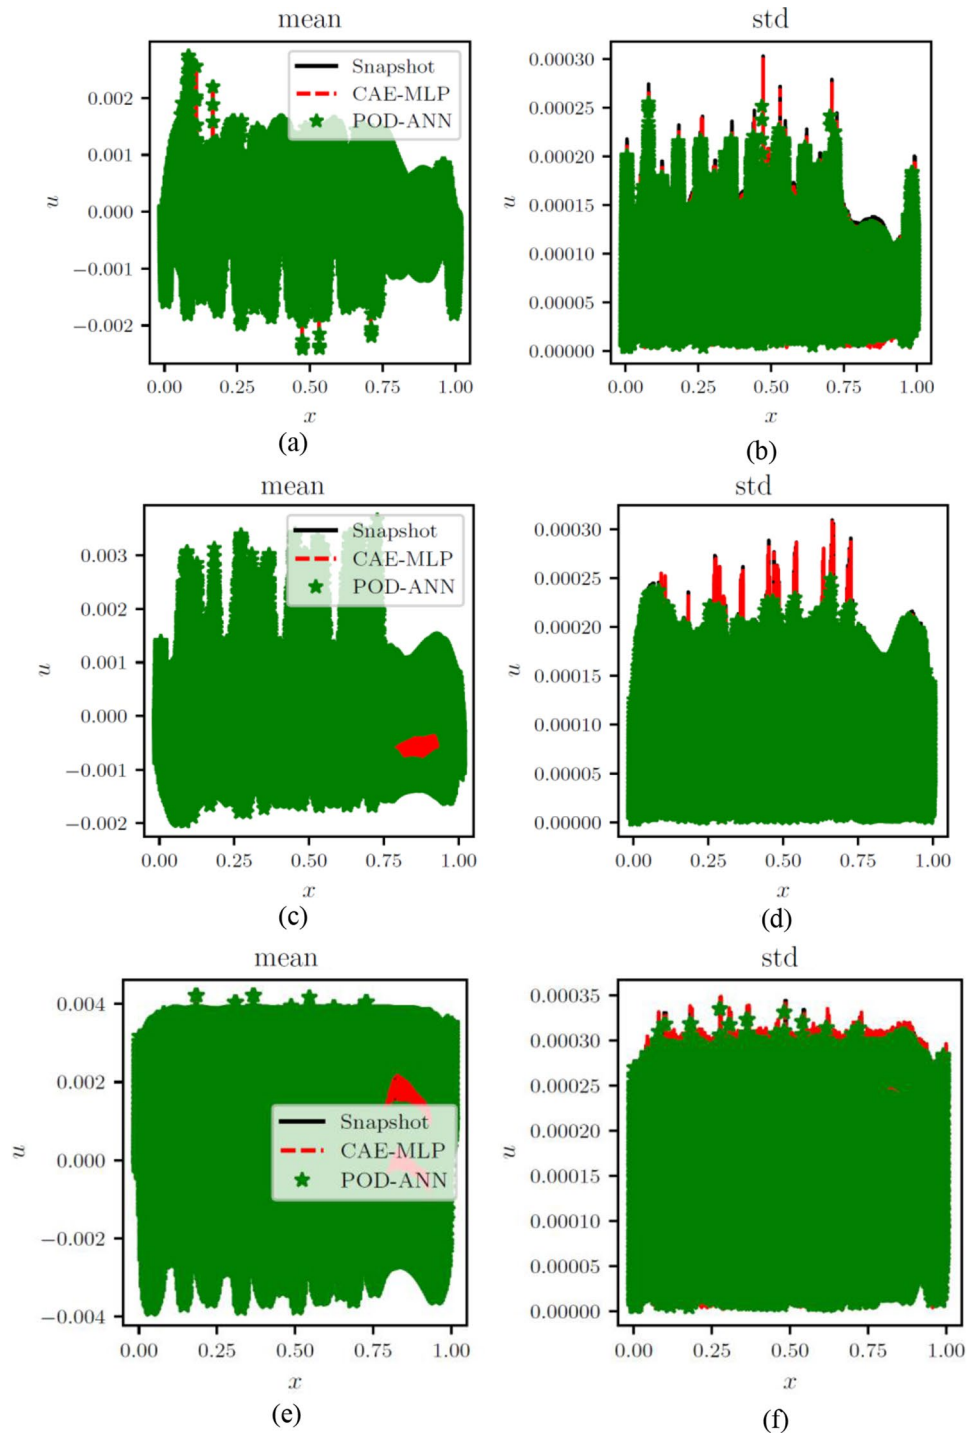 mean
0.002
0.001
0.000
−0.001
−0.002
u
Snapshot
CAE-MLP
POD-ANN
0.00
0.25
0.50
0.75
1.00
x
(a)
std
0.00030
0.00025
0.00020
0.00015
0.00010
0.00005
0.00000
u
0.00
0.25
0.50
0.75
1.00
x
(b)
mean
0.003
0.002
0.001
0.000
−0.001
−0.002
u
Snapshot
CAE-MLP
POD-ANN
0.00
0.25
0.50
0.75
1.00
x
(c)
std
0.00030
0.00025
0.00020
0.00015
0.00010
0.00005
0.00000
u
0.00
0.25
0.50
0.75
1.00
x
(d)
mean
0.004
0.002
0.000
−0.002
−0.004
u
Snapshot
CAE-MLP
POD-ANN
0.00
0.25
0.50
0.75
1.00
x
(e)
std
0.00035
0.00030
0.00025
0.00020
0.00015
0.00010
0.00005
0.00000
u
0.00
0.25
0.50
0.75
1.00
x
(f)